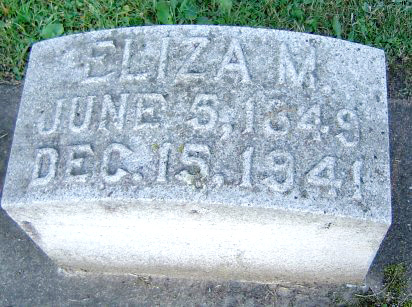 ELIZA M.
JUNE 5, 1849
DEC. 15, 1941